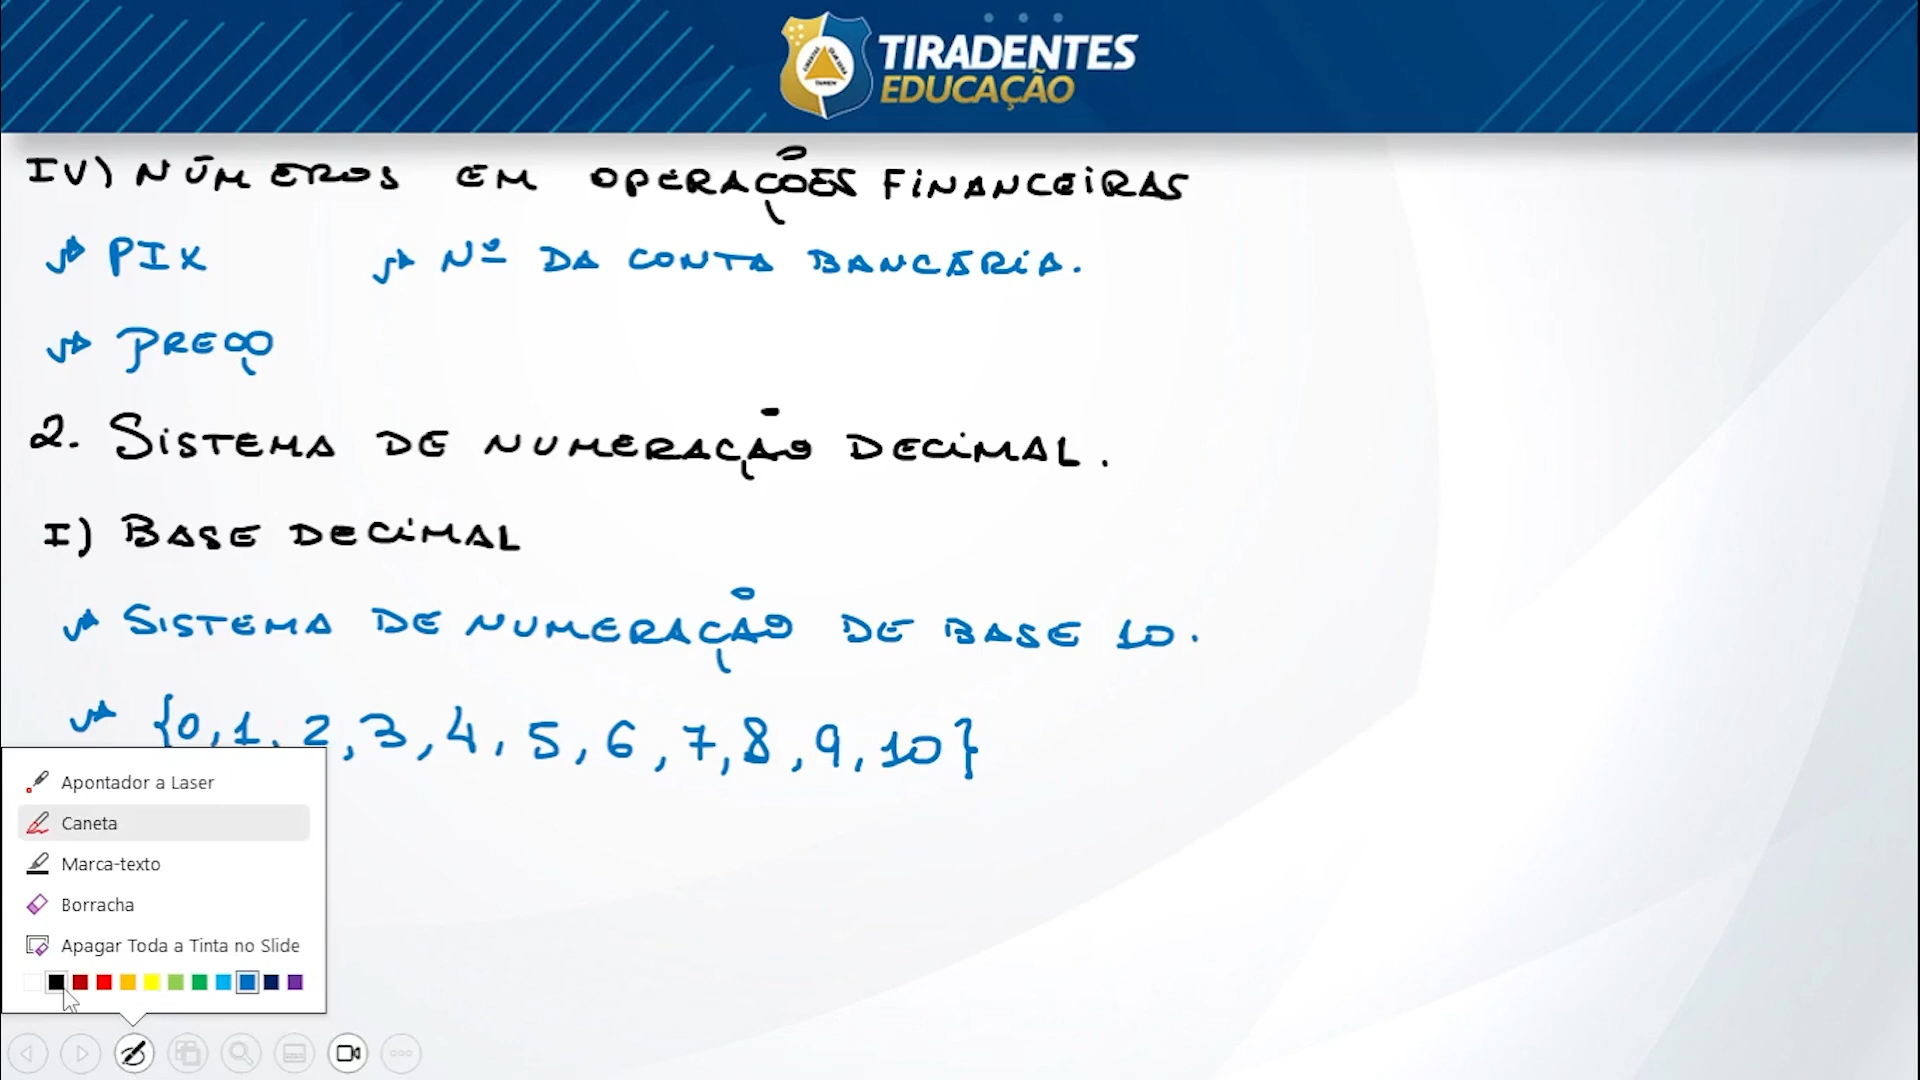 TIRADENTES
EDUCAÇÃO
IV) NÚMEROS EM OPERAÇÕES FINANCEIRAS
PIX
Nº DA CONTA BANCÁRIA.
PREÇO
2. SISTEMA DE NUMERAÇÃO DECIMAL.
I) BASE DECIMAL
SISTEMA DE NUMERAÇÃO DE BASE 10.
{0, 1, 2, 3, 4, 5, 6, 7, 8, 9, 10}
Apontador a Laser
Caneta
Marca-texto
Borracha
Apagar Toda a Tinta no Slide